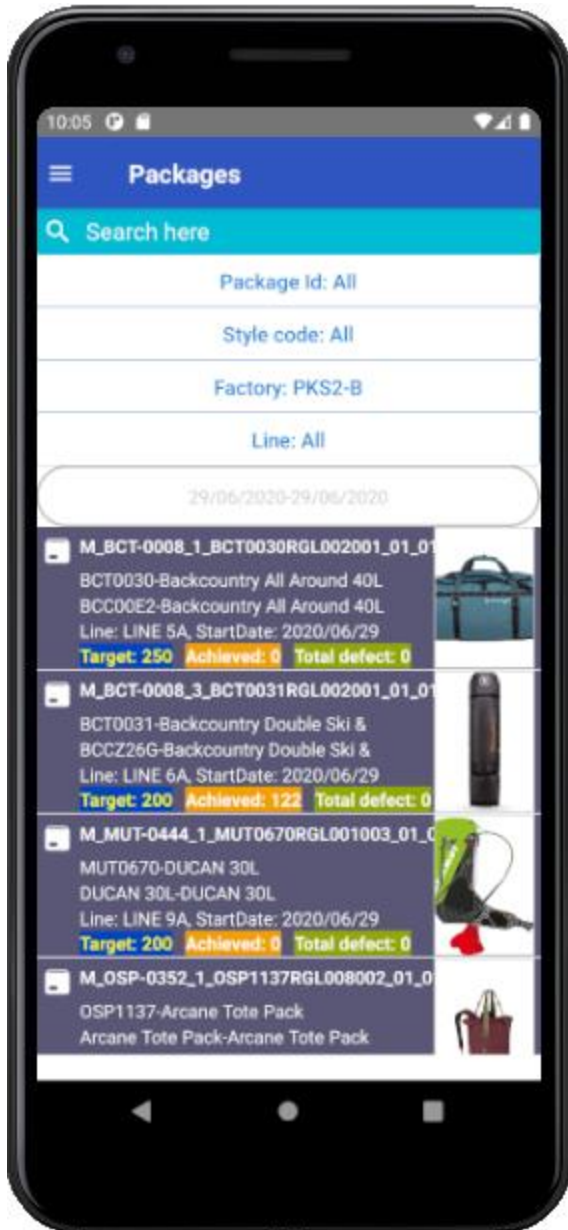 10:05
Packages
Search here
Package Id: All
Style code: All
Factory: PKS2-B
Line: All
29/06/2020-29/06/2020
M_BCT-0008_1_BCT0030RGL002001_01_01
BCT0030-Backcountry All Around 40L
BCC00E2-Backcountry All Around 40L
Line: LINE 5A, StartDate: 2020/06/29
Target: 250 Achieved: 0 Total defect: 0
M_BCT-0008_3_BCT0031RGL002001_01_01
BCT0031-Backcountry Double Ski &
BCCZ26G-Backcountry Double Ski &
Line: LINE 6A, StartDate: 2020/06/29
Target: 200 Achieved: 122 Total defect: 0
M_MUT-0444_1_MUT0670RGL001003_01_0
MUT0670-DUCAN 30L
DUCAN 30L-DUCAN 30L
Line: LINE 9A, StartDate: 2020/06/29
Target: 200 Achieved: 0 Total defect: 0
M_OSP-0352_1_OSP1137RGL008002_01_0
OSP1137-Arcane Tote Pack
Arcane Tote Pack-Arcane Tote Pack